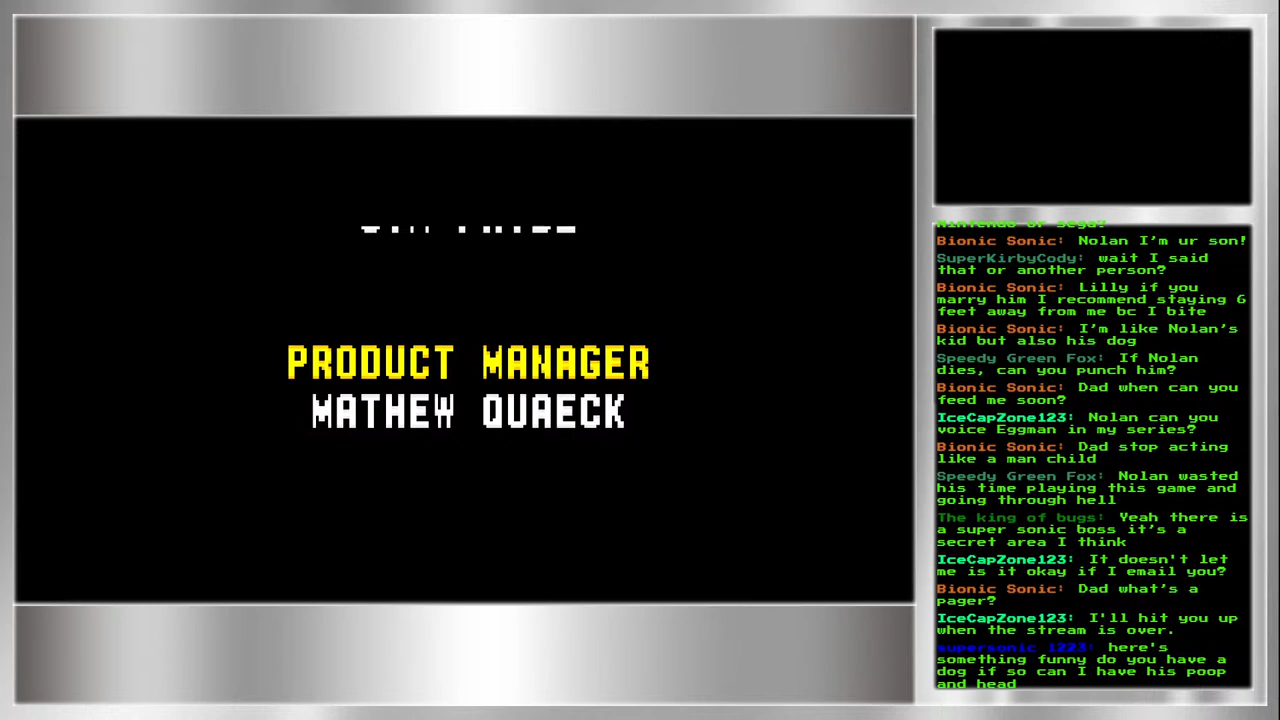 PRODUCT MANAGER
MATHEW QUAECK
Nintendo or sega?
Bionic Sonic: Nolan I'm ur son!
SuperKirbyCody: wait I said
that or another person?
Bionic Sonic: Lilly if you
marry him I recommend staying 6
feet away from me bc I bite
Bionic Sonic: I'm like Nolan's
kid but also his dog
Speedy Green Fox: If Nolan
dies, can you punch him?
Bionic Sonic: Dad when can you
feed me soon?
IceCapZone123: Nolan can you
voice Eggman in my series?
Bionic Sonic: Dad stop acting
like a man child
Speedy Green Fox: Nolan wasted
his time playing this game and
going through hell
The king of bugs: Yeah there is
a super sonic boss it's a
secret area I think
IceCapZone123: It doesn't let
me is it okay if I email you?
Bionic Sonic: Dad what's a
pager?
IceCapZone123: I'll hit you up
when the stream is over.
supersonic 1223: here's
something funny do you have a
dog if so can I have his poop
and head